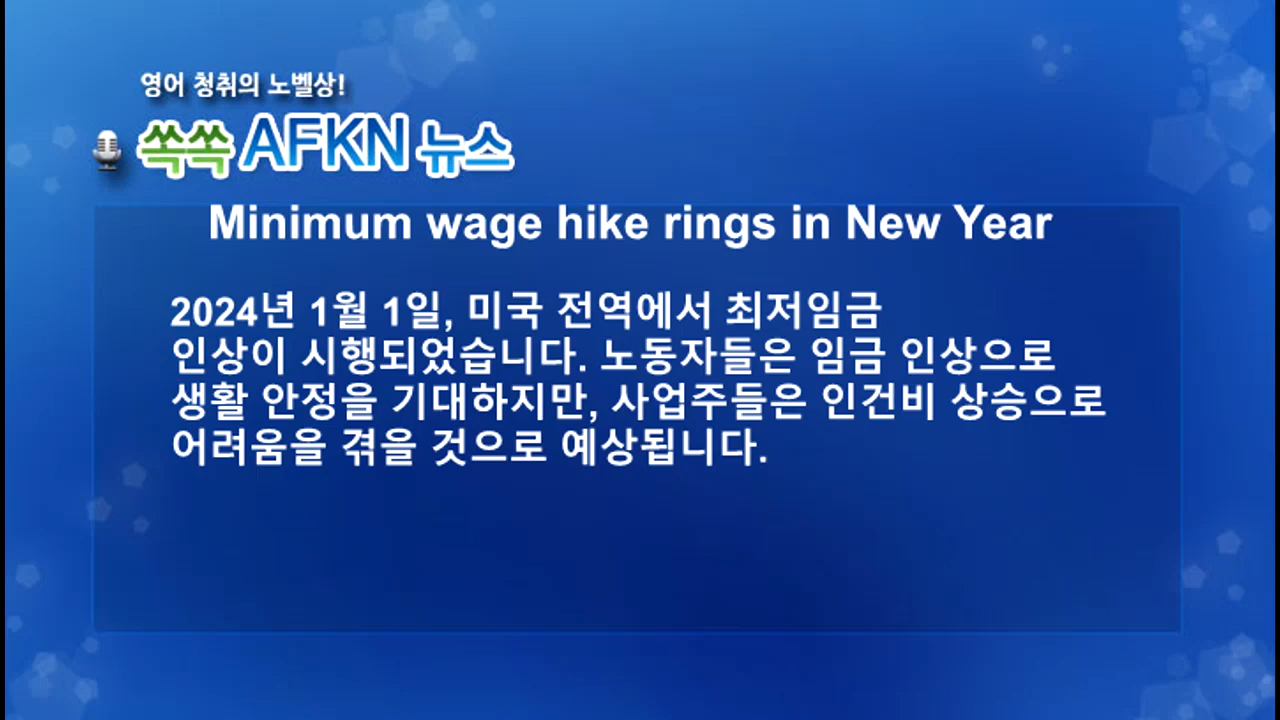 영어 청취의 노벨상!
쏙쏙 AFKN 뉴스
Minimum wage hike rings in New Year
2024년 1월 1일, 미국 전역에서 최저임금
인상이 시행되었습니다. 노동자들은 임금 인상으로
생활 안정을 기대하지만, 사업주들은 인건비 상승으로
어려움을 겪을 것으로 예상됩니다.